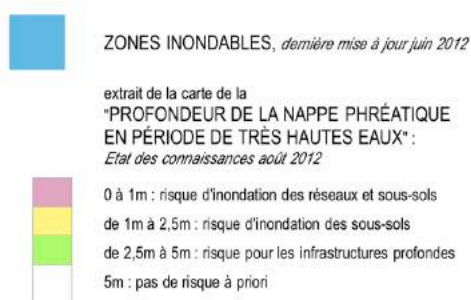 ZONES INONDABLES, dernière mise à jour juin 2012
extrait de la carte de la
"PROFONDEUR DE LA NAPPE PHRÉATIQUE
EN PÉRIODE DE TRÈS HAUTES EAUX" :
Etat des connaissances août 2012
0 à 1m : risque d'inondation des réseaux et sous-sols
de 1m à 2,5m : risque d'inondation des sous-sols
de 2,5m à 5m : risque pour les infrastructures profondes
5m : pas de risque à priori